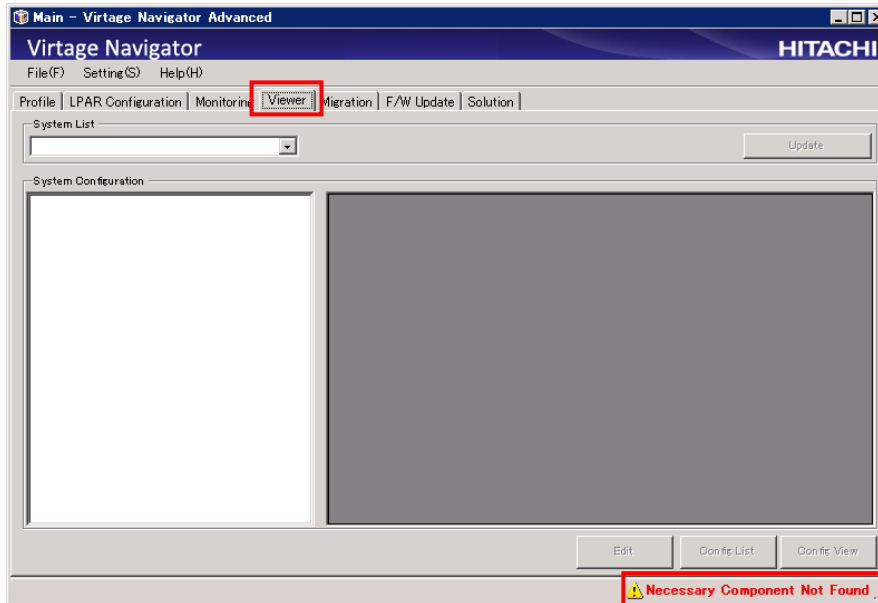 Main - Virtage Navigator Advanced
Virtage Navigator
HITACHI
File(F) Setting(S) Help(H)
Profile LPAR Configuration Monitoring Viewer Migration F/W Update Solution
System List
Update
System Configuration
Edit Config List Config View
Necessary Component Not Found